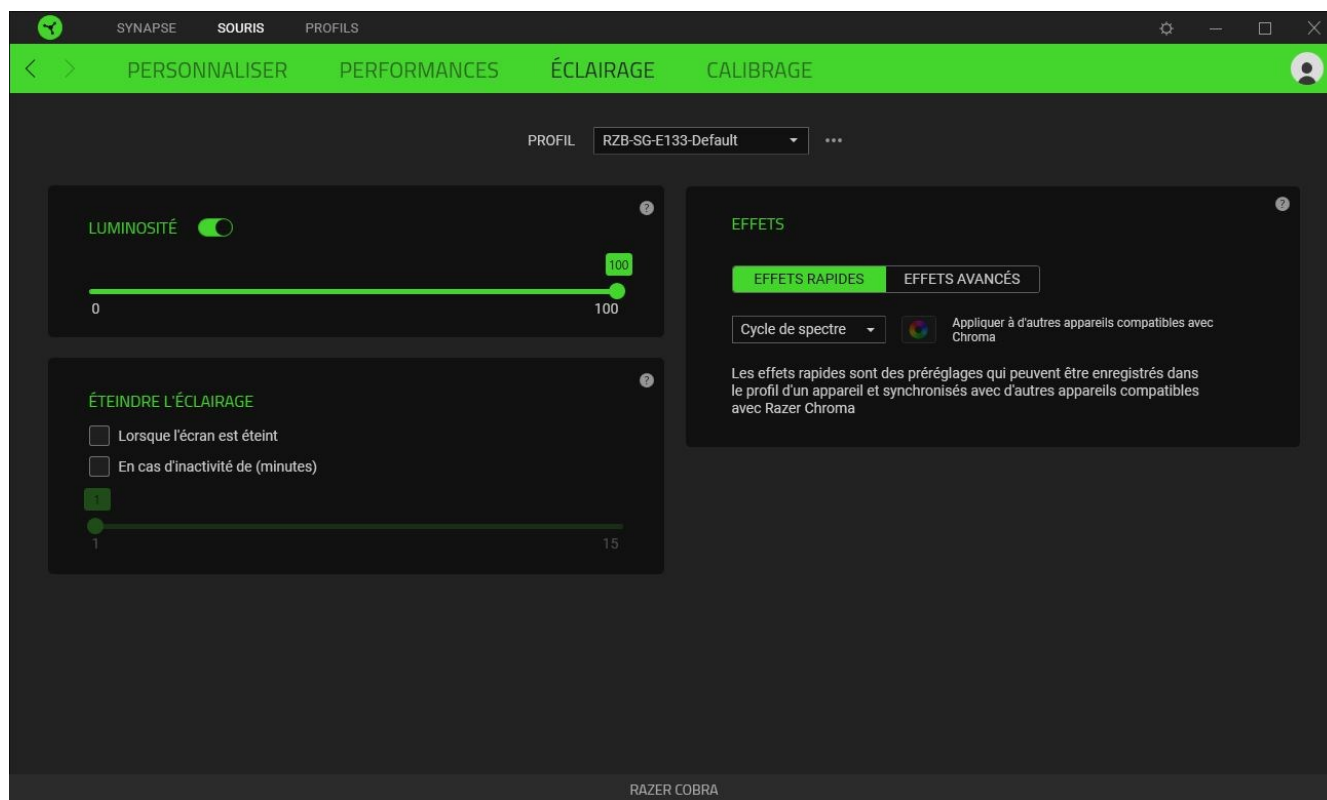 SYNAPSE SOURIS PROFILS
PERSONNALISER PERFORMANCES ÉCLAIRAGE CALIBRAGE
PROFIL RZB-SG-E133-Default
LUMINOSITÉ
100
0 100
ÉTEINDRE L'ÉCLAIRAGE
Lorsque l'écran est éteint
En cas d'inactivité de (minutes)
1
1 15
EFFETS
EFFETS RAPIDES EFFETS AVANCÉS
Cycle de spectre
Appliquer à d'autres appareils compatibles avec
Chroma
Les effets rapides sont des préréglages qui peuvent être enregistrés dans
le profil d'un appareil et synchronisés avec d'autres appareils compatibles
avec Razer Chroma
RAZER COBRA